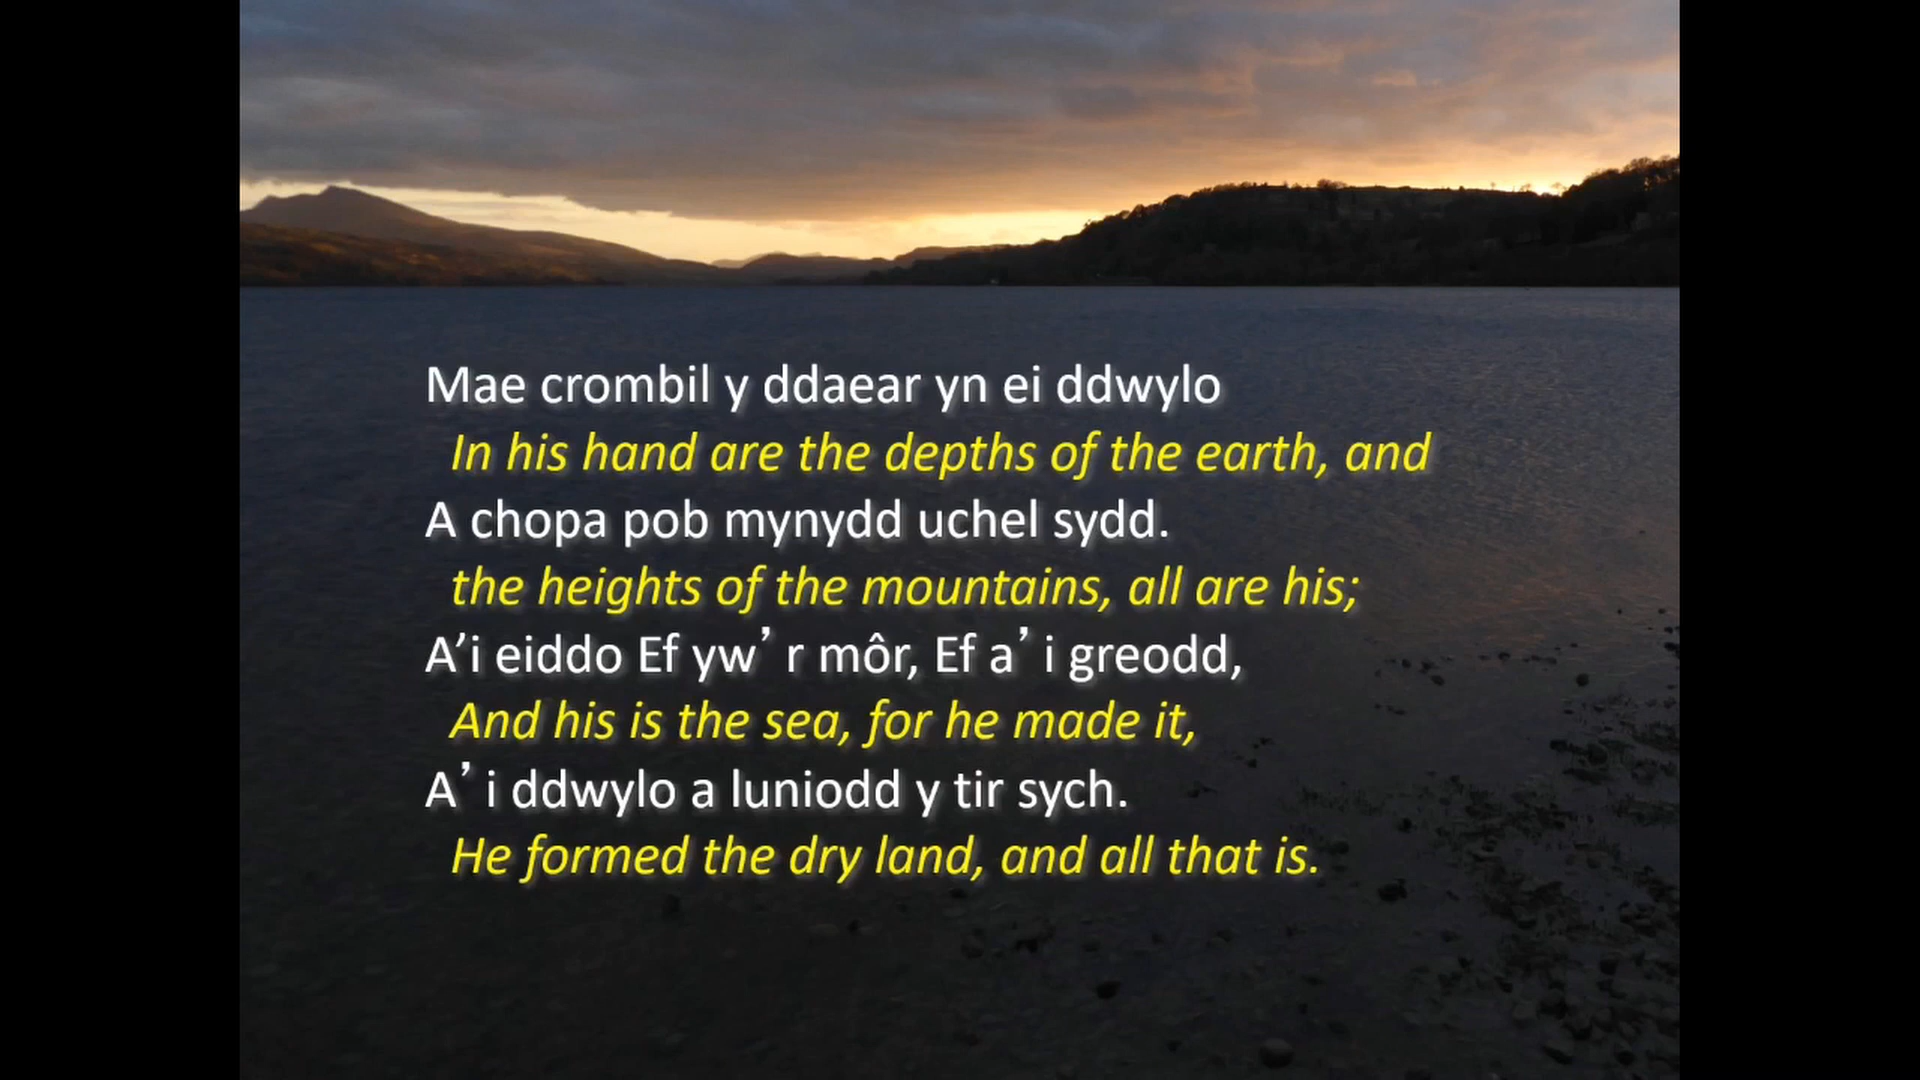 Mae crombil y ddaear yn ei ddwylo
In his hand are the depths of the earth, and
A chopa pob mynydd uchel sydd.
the heights of the mountains, all are his;
A’i eiddo Ef yw’ r môr, Ef a’ i greodd,
And his is the sea, for he made it,
A’ i ddwylo a luniodd y tir sych.
He formed the dry land, and all that is.